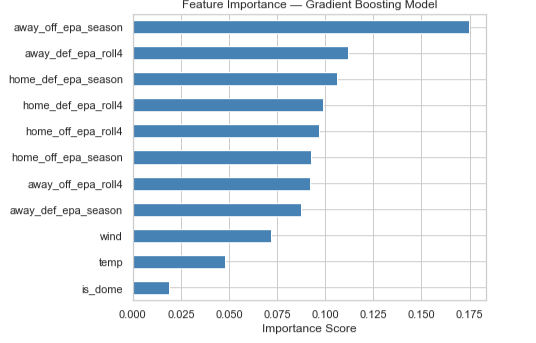 Feature Importance — Gradient Boosting Model
away_off_epa_season
away_def_epa_roll4
home_def_epa_season
home_def_epa_roll4
home_off_epa_roll4
home_off_epa_season
away_off_epa_roll4
away_def_epa_season
wind
temp
is_dome
0.000 0.025 0.050 0.075 0.100 0.125 0.150 0.175
Importance Score